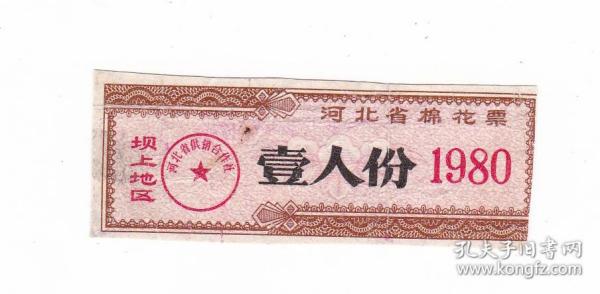 河北省棉花票
坝上地区
河北省供销合作社
壹人份
1980
孔夫子旧书网
www.kongfz.com